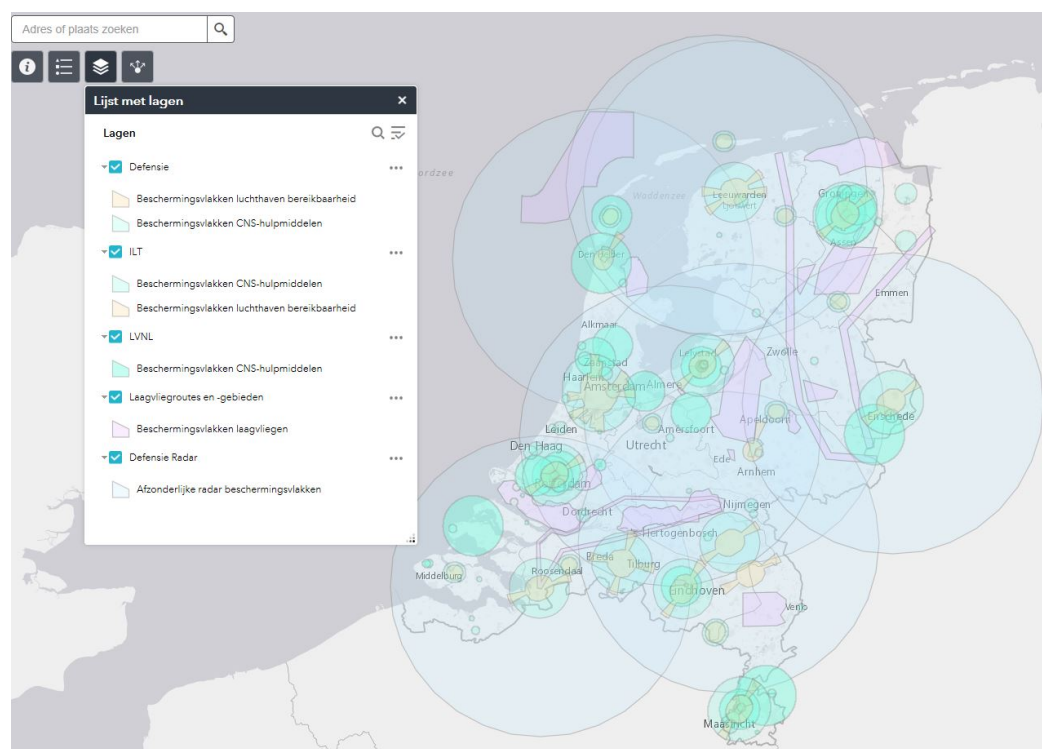 Adres of plaats zoeken
Lijst met lagen
Lagen
Defensie
Beschermingsvlakken luchthaven bereikbaarheid
Beschermingsvlakken CNS-hulpmiddelen
ILT
Beschermingsvlakken CNS-hulpmiddelen
Beschermingsvlakken luchthaven bereikbaarheid
LVNL
Beschermingsvlakken CNS-hulpmiddelen
Laagvliegroutes en -gebieden
Beschermingsvlakken laagvliegen
Defensie Radar
Afzonderlijke radar beschermingsvlakken
ordzee
Waddenzee
Leeuwarden
Groningen
Assen
Den Helder
Emmen
Alkmaar
Zaanstad
Lelystad
Zwolle
Haarlem
Amsterdam
Almere
Enschede
Apeldoorn
Leiden
Amersfoort
Den Haag
Utrecht
Ede
Arnhem
Dordrecht
Nijmegen
Hertogenbosch
Breda
Tilburg
Roosendaal
Middelburg
Eindhoven
Venlo
Maastricht